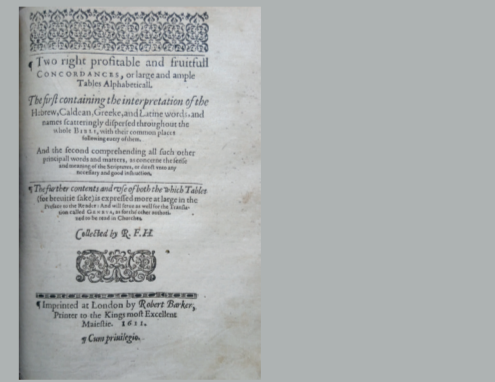 ¶ Two right profitable and fruitfull
CONCORDANCES, or large and ample
Tables Alphabeticall.
The first containing the interpretation of the
Hebrew, Caldean, Greeke, and Latine words, and
names scatteringly dispersed throughout the
whole BIBLE, with their common places
following every of them.
And the second comprehending all such other
principall words and matters, as concerne the sense
and meaning of the Scriptures, or direct unto any
necessary and good instruction.
¶ The further contents and use of both the which Tables
(for brevitie sake) is expressed more at large in the
Preface to the Reader: And will serve as well for the Transla-
tion called GENEVA, as for the other authori-
zed to be read in Churches.
Collected by R. F. H.
¶ Imprinted at London by Robert Barker,
Printer to the Kings most Excellent
Maiestie. 1611.
¶ Cum priuilegio.